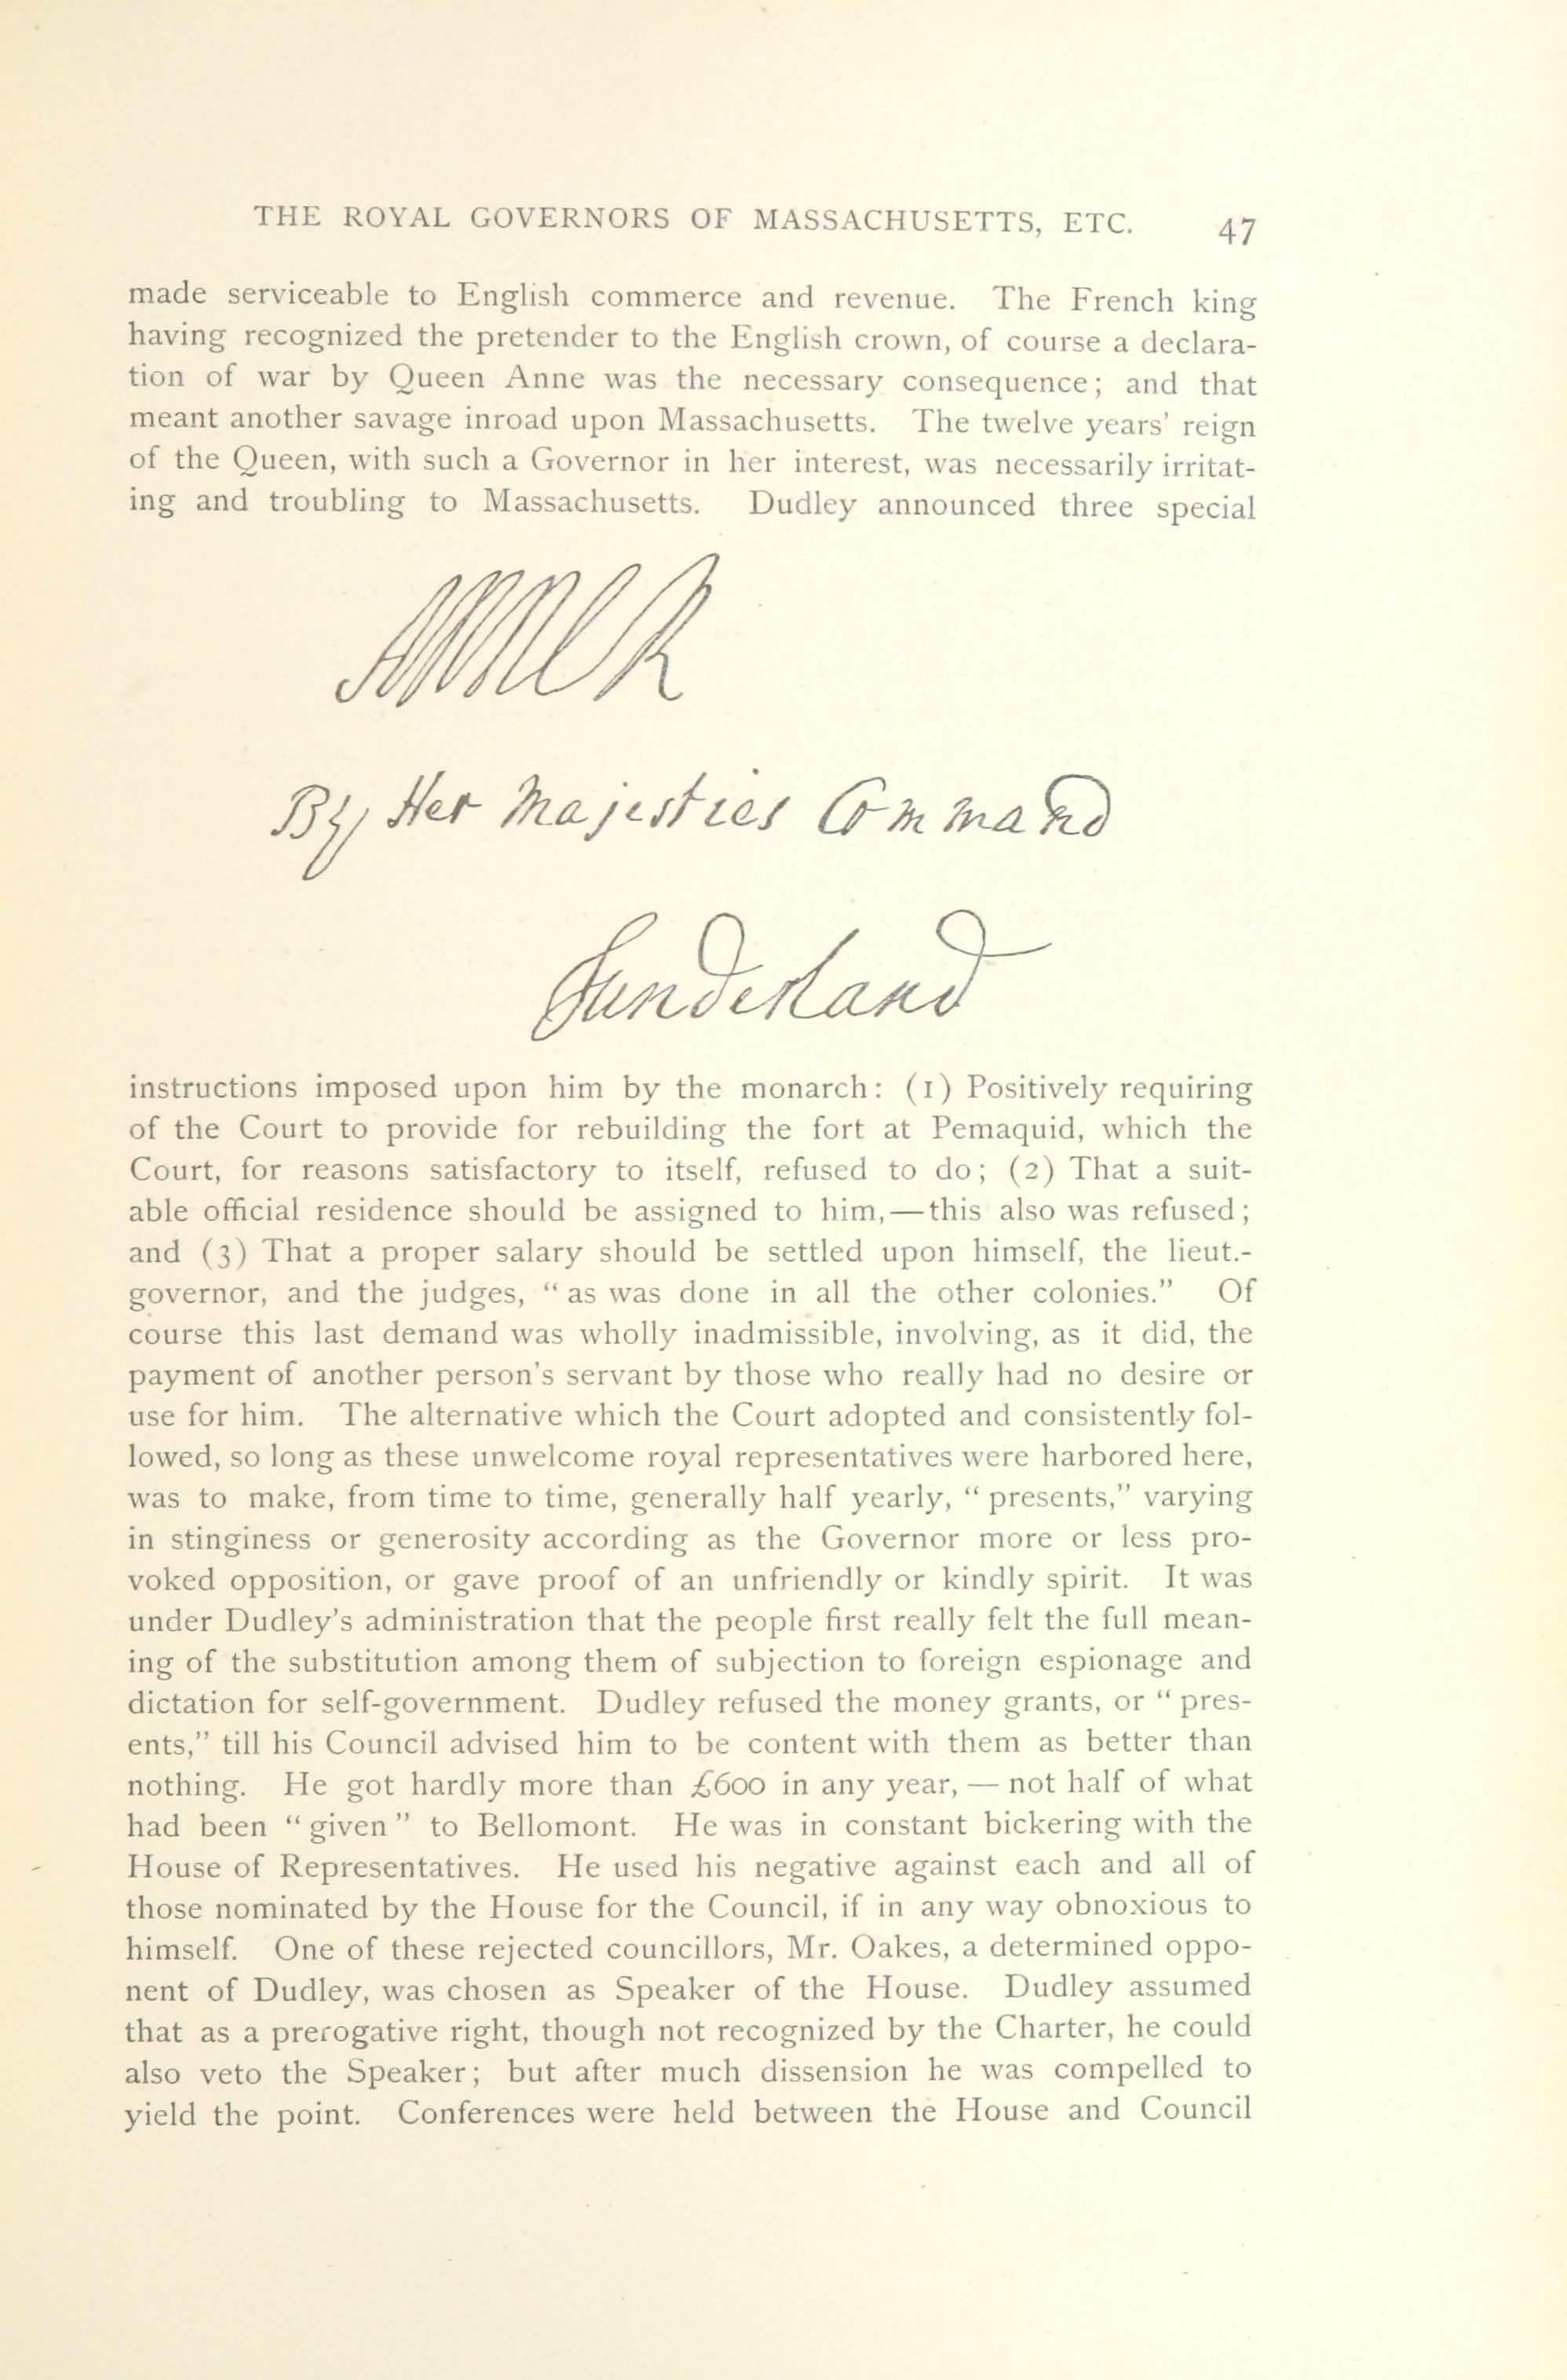 THE ROYAL GOVERNORS OF MASSACHUSETTS, ETC. 47
made serviceable to English commerce and revenue. The French king
having recognized the pretender to the English crown, of course a declara-
tion of war by Queen Anne was the necessary consequence; and that
meant another savage inroad upon Massachusetts. The twelve years' reign
of the Queen, with such a Governor in her interest, was necessarily irritat-
ing and troubling to Massachusetts. Dudley announced three special
ANNE R
By Her Majesties Command
Sunderland
instructions imposed upon him by the monarch: (1) Positively requiring
of the Court to provide for rebuilding the fort at Pemaquid, which the
Court, for reasons satisfactory to itself, refused to do; (2) That a suit-
able official residence should be assigned to him,—this also was refused;
and (3) That a proper salary should be settled upon himself, the lieut.-
governor, and the judges, "as was done in all the other colonies." Of
course this last demand was wholly inadmissible, involving, as it did, the
payment of another person's servant by those who really had no desire or
use for him. The alternative which the Court adopted and consistently fol-
lowed, so long as these unwelcome royal representatives were harbored here,
was to make, from time to time, generally half yearly, "presents," varying
in stinginess or generosity according as the Governor more or less pro-
voked opposition, or gave proof of an unfriendly or kindly spirit. It was
under Dudley's administration that the people first really felt the full mean-
ing of the substitution among them of subjection to foreign espionage and
dictation for self-government. Dudley refused the money grants, or "pres-
ents," till his Council advised him to be content with them as better than
nothing. He got hardly more than £600 in any year, — not half of what
had been "given" to Bellomont. He was in constant bickering with the
House of Representatives. He used his negative against each and all of
those nominated by the House for the Council, if in any way obnoxious to
himself. One of these rejected councillors, Mr. Oakes, a determined oppo-
nent of Dudley, was chosen as Speaker of the House. Dudley assumed
that as a prerogative right, though not recognized by the Charter, he could
also veto the Speaker; but after much dissension he was compelled to
yield the point. Conferences were held between the House and Council